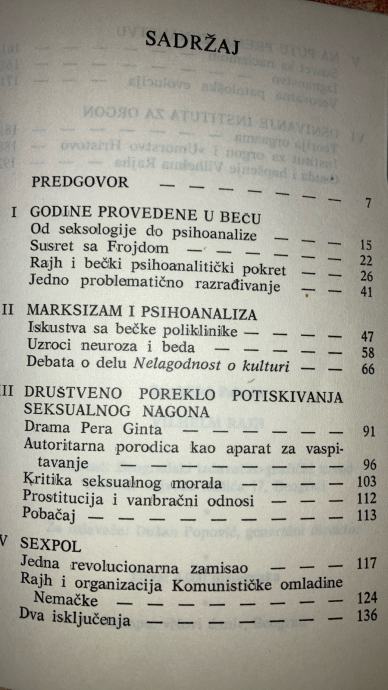 SADRŽAJ
PREDGOVOR — — — — — — — 7
I GODINE PROVEDENE U BEČU
Od seksologije do psihoanalize — — — 15
Susret sa Frojdom — — — — — — 22
Rajh i bečki psihoanalitički pokret — — 26
Jedno problematično razrađivanje — — — 41
II MARKSIZAM I PSIHOANALIZA
Iskustva sa bečke poliklinike — — — — 47
Uzroci neuroza i beda — — — — — 58
Debata o delu Nelagodnost o kulturi — — 66
III DRUŠTVENO POREKLO POTISKIVANJA
SEKSUALNOG NAGONA
Drama Pera Ginta — — — — — — 91
Autoritarna porodica kao aparat za vaspi-
tavanje — — — — — — — 96
Kritika seksualnog morala — — — — 103
Prostitucija i vanbračni odnosi — — — 112
Pobačaj — — — — — — — — 113
V SEXPOL
Jedna revolucionarna zamisao — — — 117
Rajh i organizacija Komunističke omladine
Nemačke — — — — — — — 124
Dva isključenja — — — — — — 136